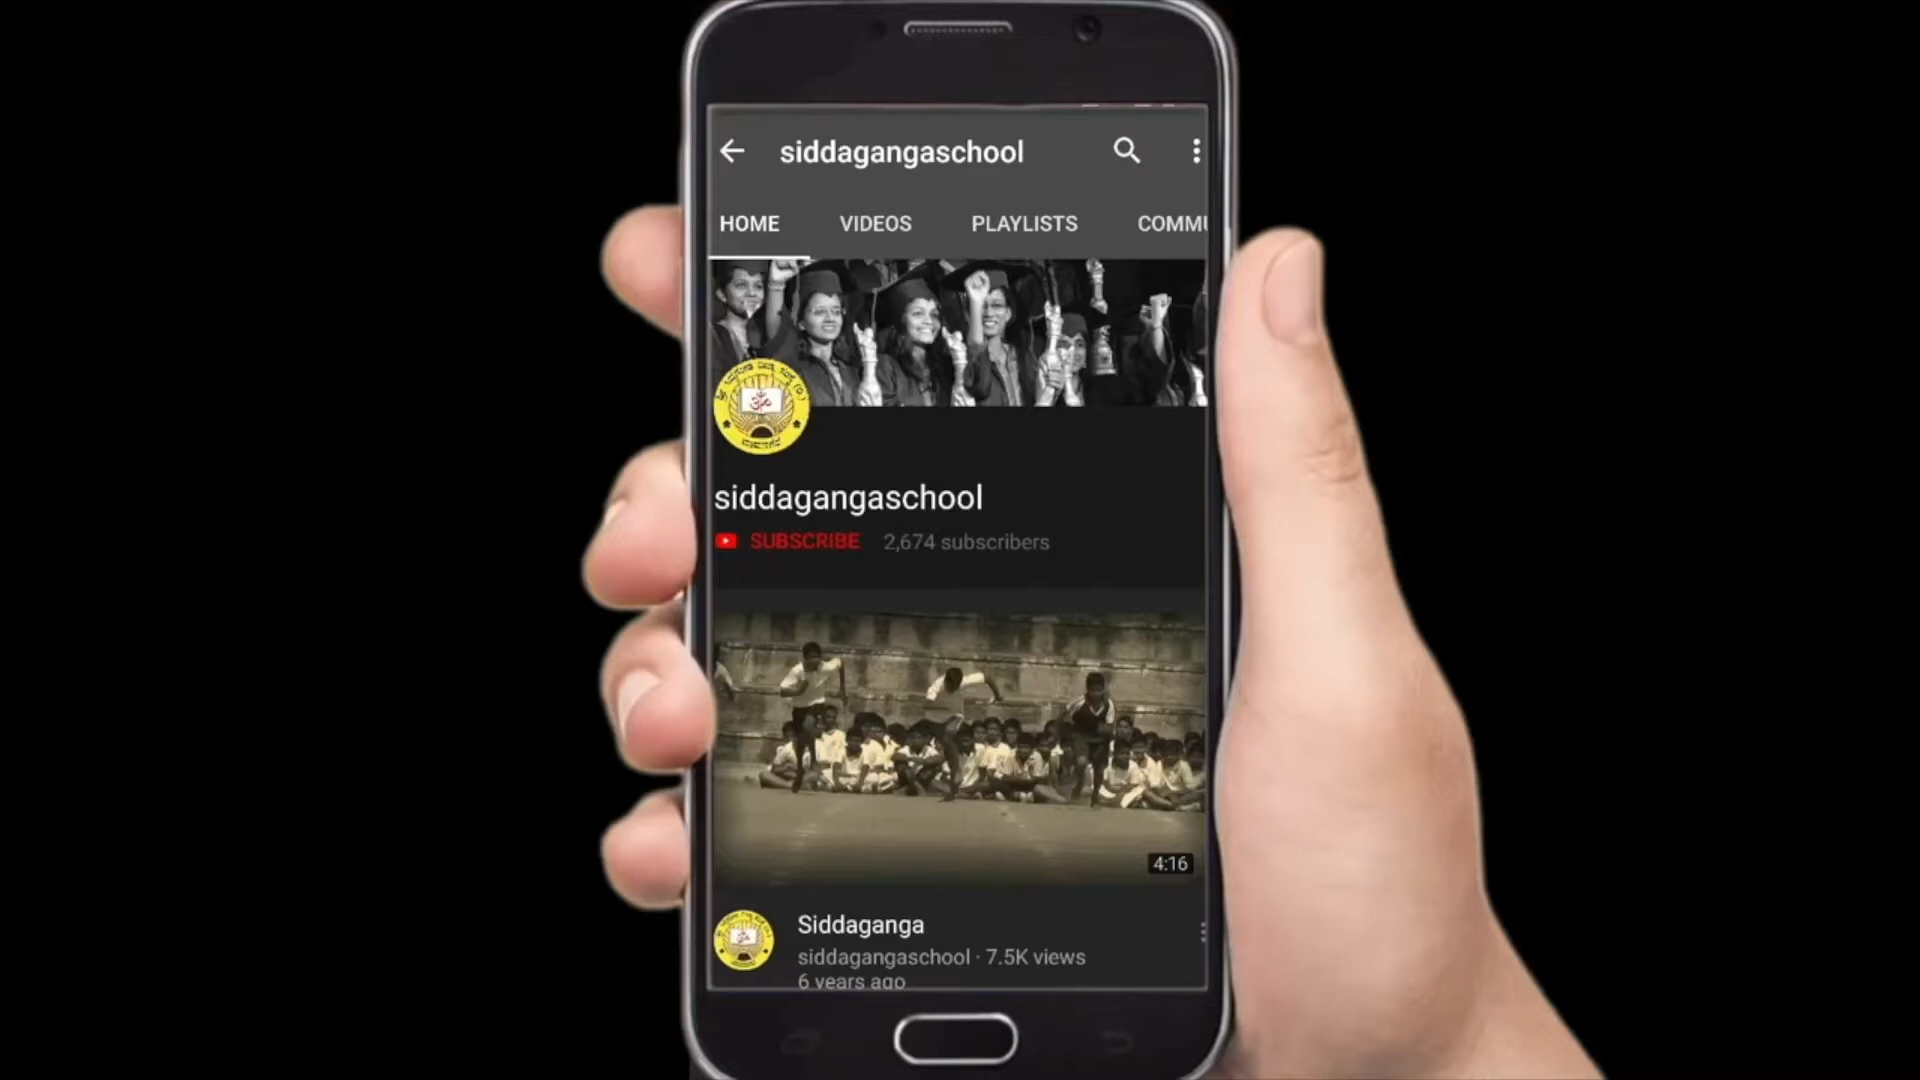 siddagangaschool
HOME VIDEOS PLAYLISTS COMMU
siddagangaschool
SUBSCRIBE 2,674 subscribers
4:16
Siddaganga
siddagangaschool · 7.5K views
6 years ago